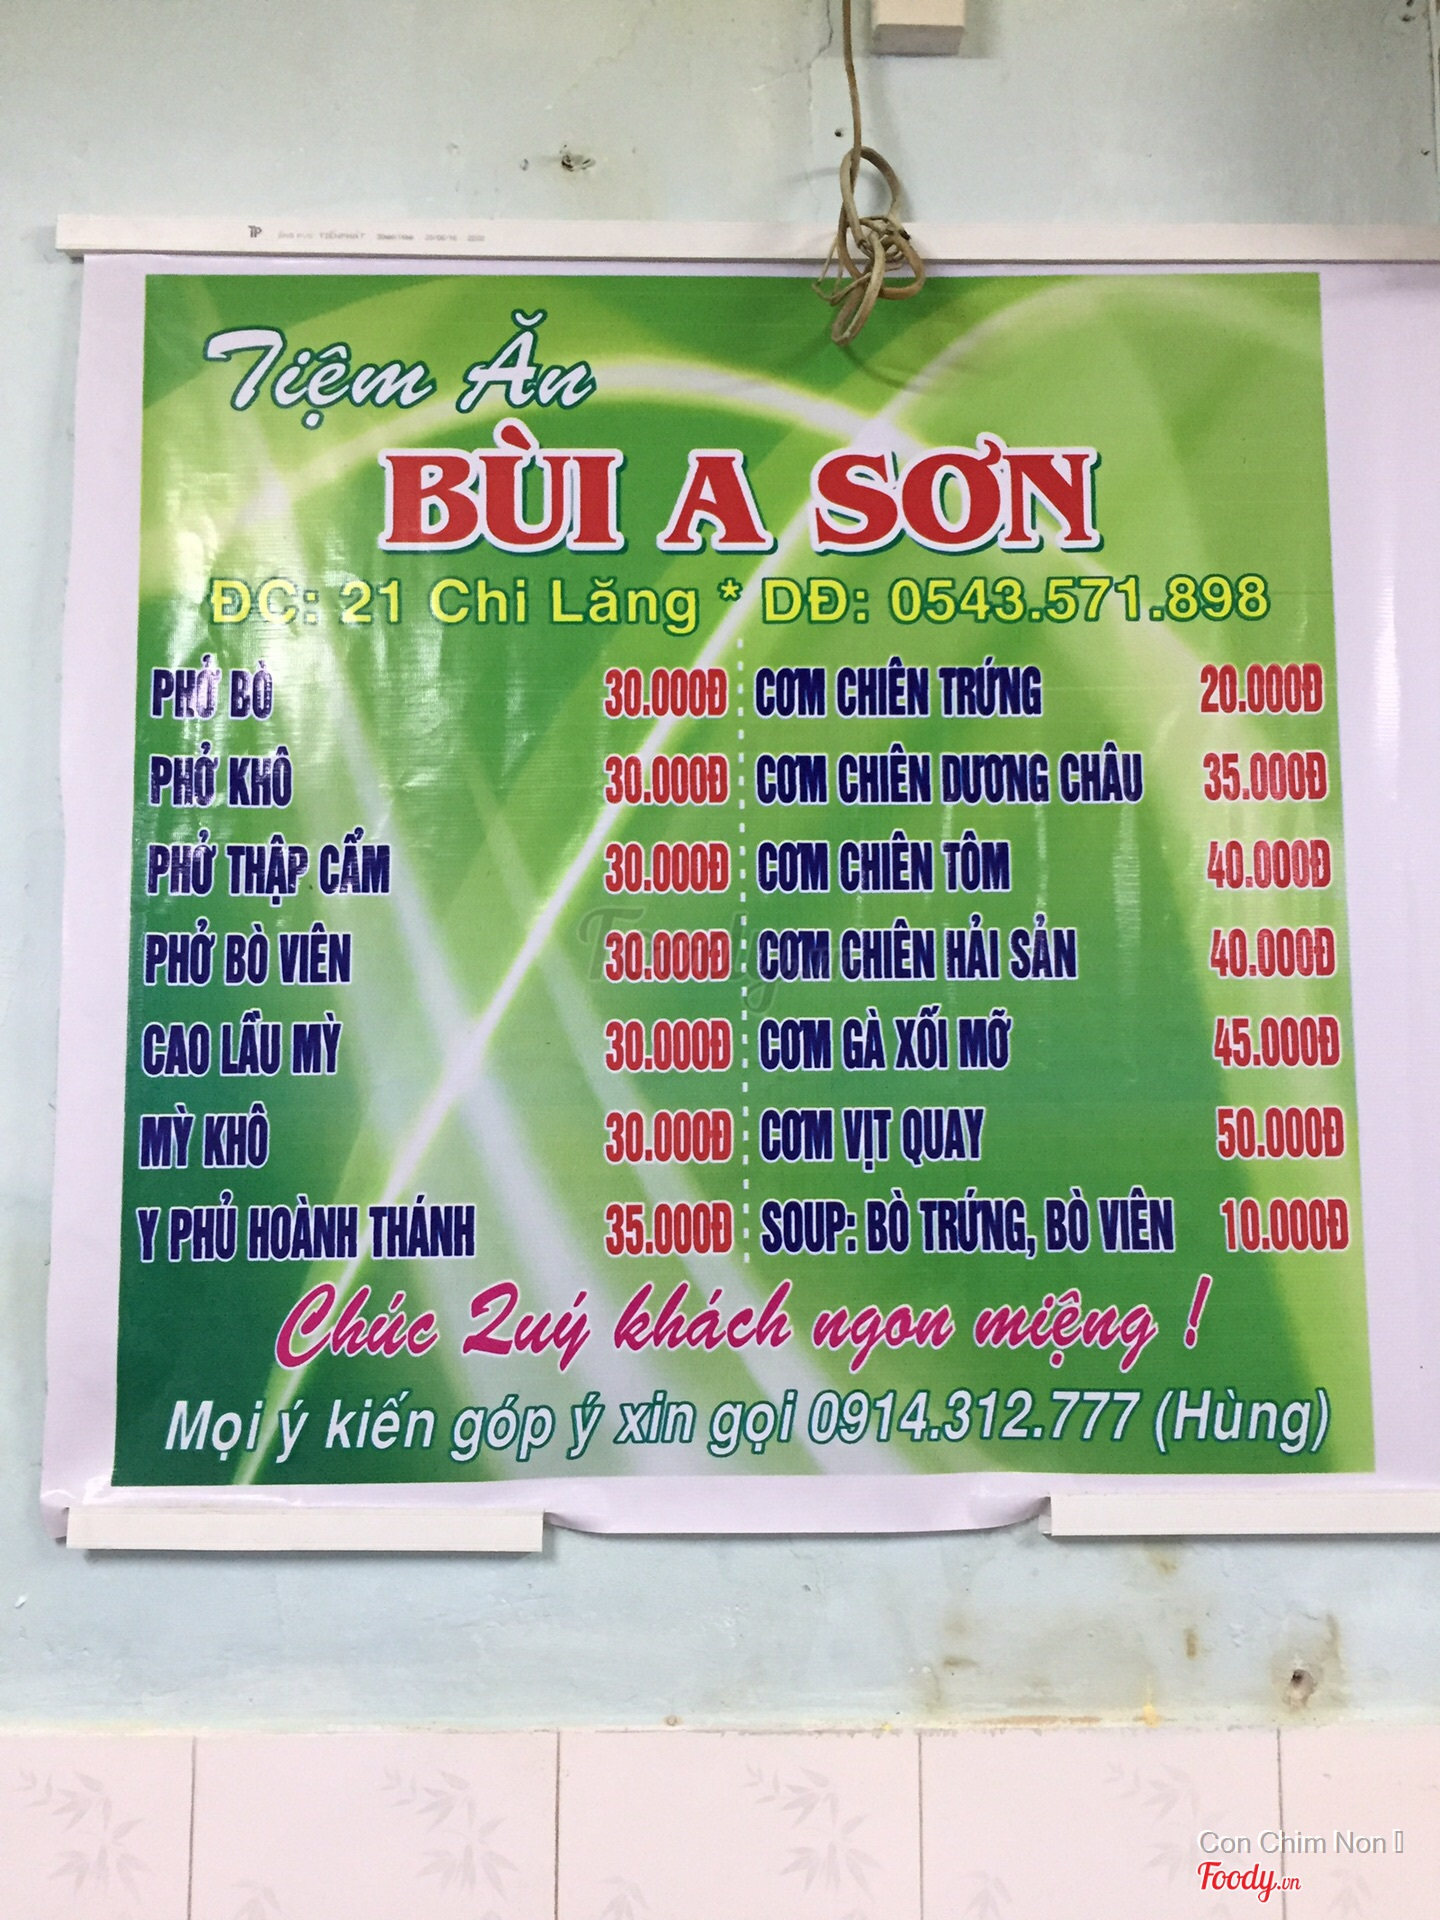 Tiệm Ăn
BÙI A SƠN
ĐC: 21 Chi Lăng * DĐ: 0543.571.898
PHỞ BÒ 30.000Đ
PHỞ KHÔ 30.000Đ
PHỞ THẬP CẨM 30.000Đ
PHỞ BÒ VIÊN 30.000Đ
CAO LẦU MỲ 30.000Đ
MỲ KHÔ 30.000Đ
Y PHỦ HOÀNH THÁNH 35.000Đ
CƠM CHIÊN TRỨNG 20.000Đ
CƠM CHIÊN DƯƠNG CHÂU 35.000Đ
CƠM CHIÊN TÔM 40.000Đ
CƠM CHIÊN HẢI SẢN 40.000Đ
CƠM GÀ XỐI MỠ 45.000Đ
CƠM VỊT QUAY 50.000Đ
SOUP: BÒ TRỨNG, BÒ VIÊN 10.000Đ
Chúc Quý khách ngon miệng !
Mọi ý kiến góp ý xin gọi 0914.312.777 (Hùng)
Con Chim Non
Foody.vn